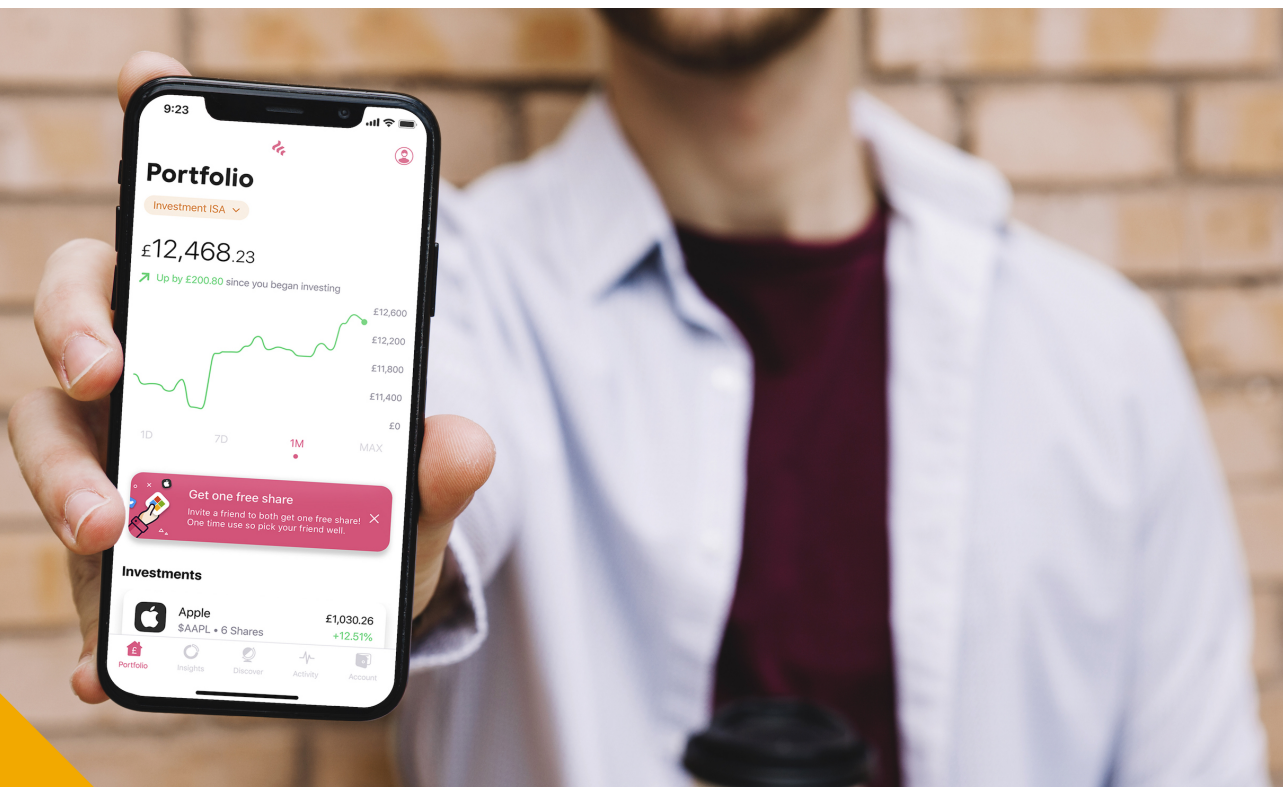 9:23
Portfolio
Investment ISA
£12,468.23
Up by £200.80 since you began investing
£12,600
£12,200
£11,800
£11,400
£0
1D 7D 1M MAX
Get one free share
Invite a friend to both get one free share!
One time use so pick your friend well.
Investments
Apple £1,030.26
$AAPL • 6 Shares +12.51%
£
Portfolio Insights Discover Activity Account